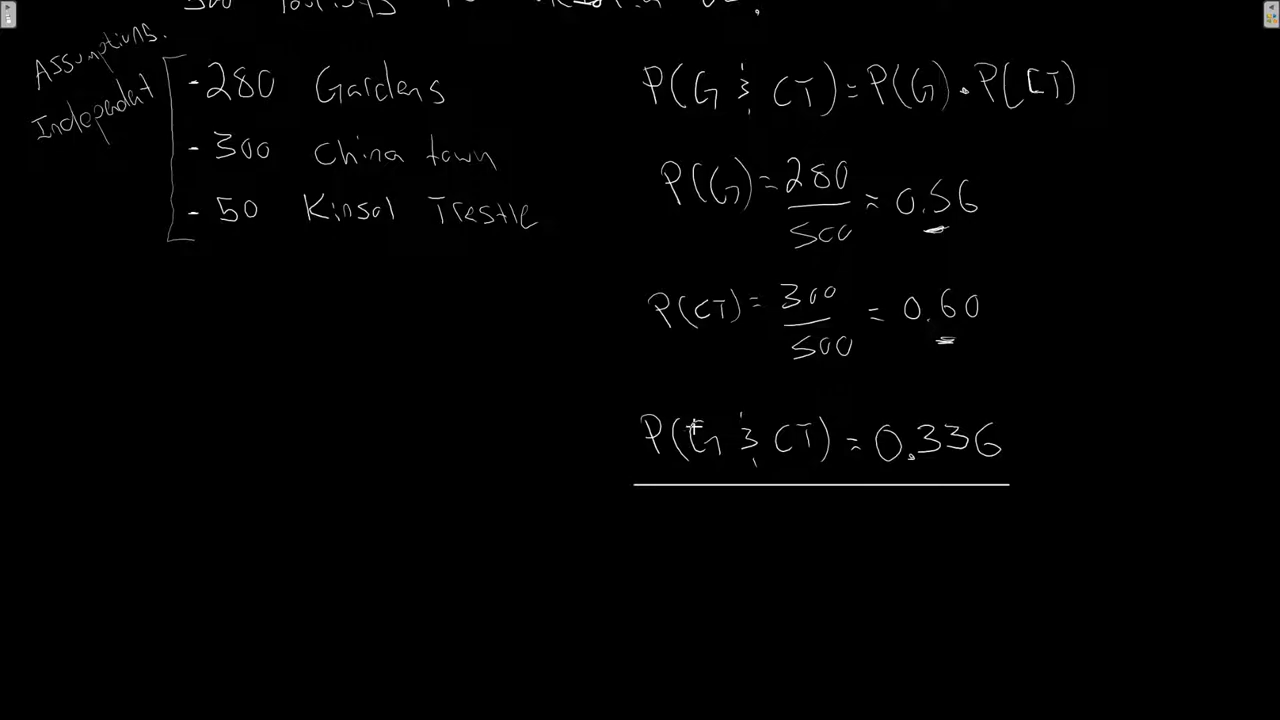 Assumptions.
Independent
- 280 Gardens
- 300 China town
- 50 Kinsol Trestle
P(G & CT) = P(G) . P(CT)
P(G) = 280/500 = 0.56
P(CT) = 300/500 = 0.60
P(G & CT) = 0.336